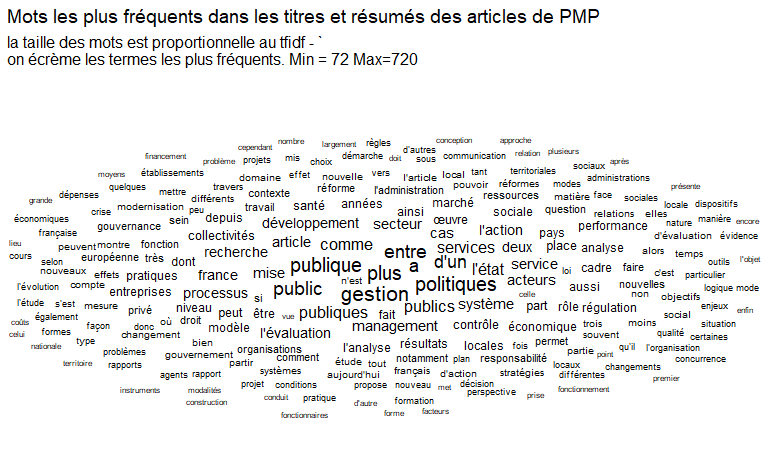 Mots les plus fréquents dans les titres et résumés des articles de PMP
la taille des mots est proportionnelle au tfidf - `
on écrème les termes les plus fréquents. Min = 72 Max=720
cependant nombre largement règles conception approche
financement problème projets mis choix démarche doit d'autres sous communication relation plusieurs
moyens établissements domaine effet nouvelle vers l'article local tant territoriales sociaux après
quelques travers contexte réforme l'administration pouvoir réformes modes administrations
grande dépenses mettre différents santé années marché ressources matière face sociales présente
économiques crise modernisation peu travail ainsi sociale question relations elles locale dispositifs
française gouvernance sein depuis développement secteur cas œuvre l'action pays performance nature manière encore
lieu peuvent montre fonction collectivités article comme entre services deux place analyse d'évaluation évidence
cours selon européenne très dont recherche publique plus a d'un l'état service alors temps l'objet
nouveaux effets pratiques france mise n'est politiques acteurs loi cadre faire c'est outils particulier
l'évolution compte entreprises processus public gestion celle aussi nouvelles logique mode
l'étude s'est mesure privé niveau si publiques fait publics système part rôle régulation non objectifs enjeux enfin
coûts également façon donc où droit peut être vue management contrôle économique trois moins social situation
celui formes changement modèle l'évaluation résultats locales fois permet souvent qualité certaines
nationale type problèmes bien organisations l'analyse notamment plan responsabilité partie point qu'il l'organisation
territoire rapports gouvernement partir comment étude tout français d'action stratégies locaux changements concurrence
agents rapport systèmes aujourd'hui différentes premier
instruments modalités projet conditions propose nouveau met décision perspective prise fonctionnement
construction conduit pratique d'autre formation
fonctionnaires forme facteurs